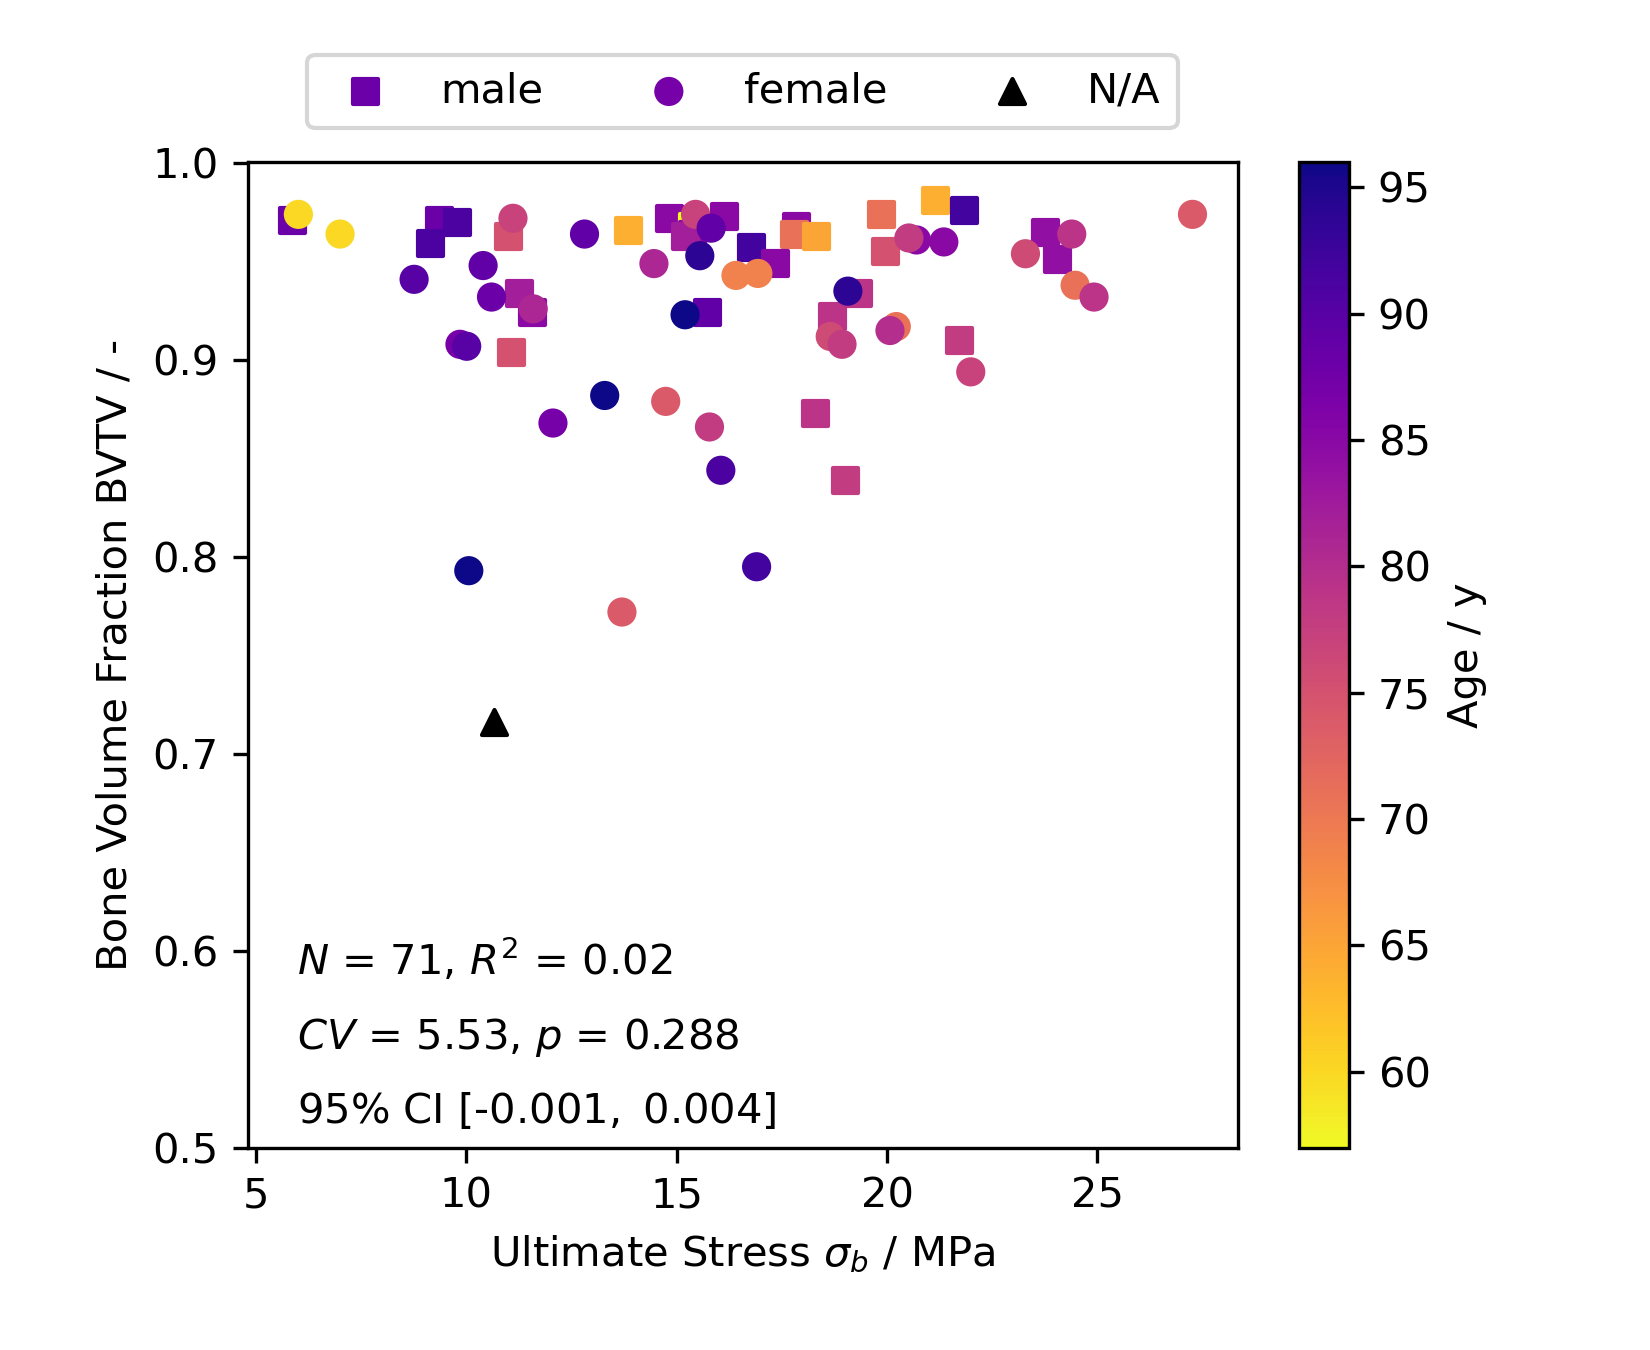 male female N/A
1.0
0.9
0.8
0.7
0.6
0.5
Bone Volume Fraction BVTV / -
N = 71, R² = 0.02
CV = 5.53, p = 0.288
95% CI [-0.001, 0.004]
5 10 15 20 25
Ultimate Stress σ_b / MPa
95
90
85
80
75
70
65
60
Age / y